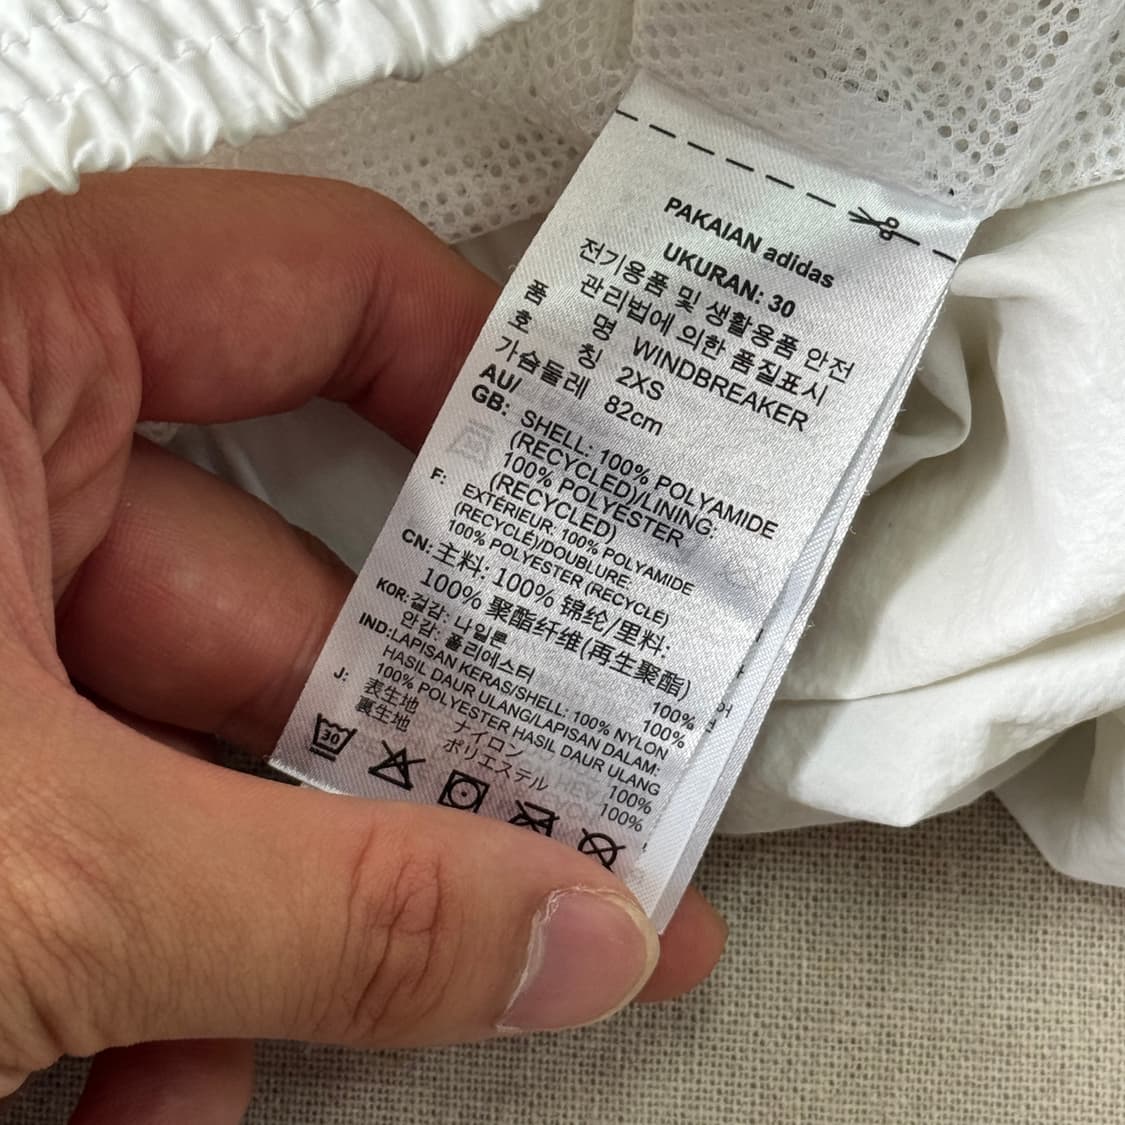 PAKAIAN adidas
UKURAN: 30
전기용품 및 생활용품 안전
관리법에 의한 품질표시
품 명 WINDBREAKER
호 칭 2XS
가슴둘레 82cm
AU/
GB: SHELL: 100% POLYAMIDE
(RECYCLED)/LINING:
100% POLYESTER
(RECYCLED)
F: EXTÉRIEUR: 100% POLYAMIDE
(RECYCLÉ)/DOUBLURE:
100% POLYESTER (RECYCLÉ)
CN: 主料: 100% 锦纶/里料:
100% 聚酯纤维(再生聚酯)
KOR: 겉감: 나일론 100%
안감: 폴리에스터 100%
IND:LAPISAN KERAS/SHELL: 100% NYLON
HASIL DAUR ULANG/LAPISAN DALAM:
100% POLYESTER HASIL DAUR ULANG
J: 表生地 ナイロン 100%
裏生地 ポリエステル 100%
30